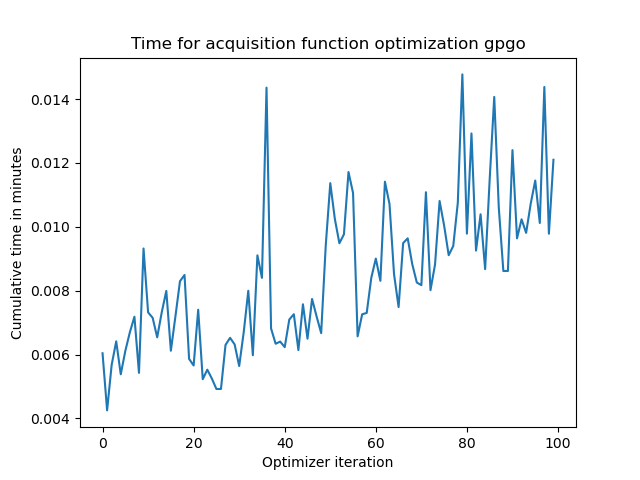 Time for acquisition function optimization gpgo
Cumulative time in minutes
0.014
0.012
0.010
0.008
0.006
0.004
0 20 40 60 80 100
Optimizer iteration